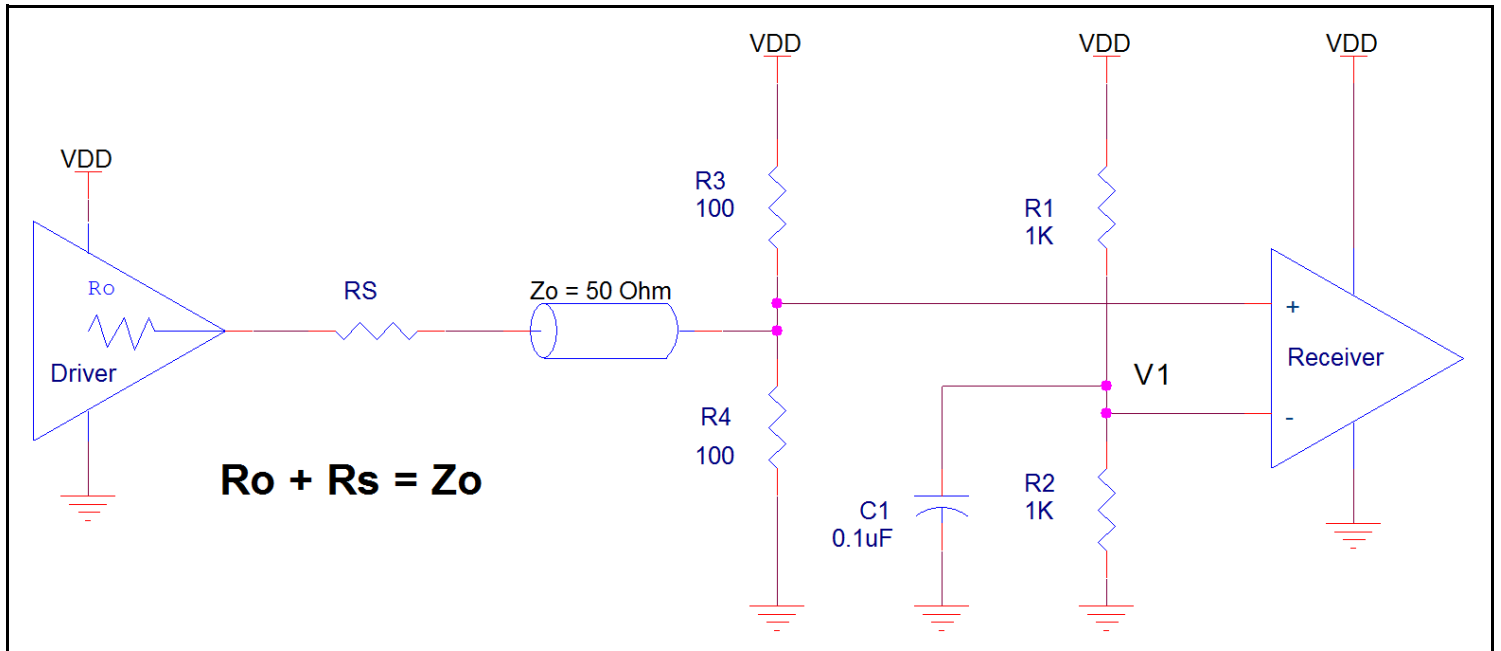 VDD
VDD
VDD
VDD
R3
100
R1
1K
Ro
RS
Zo = 50 Ohm
+
Driver
Receiver
V1
-
R4
100
Ro + Rs = Zo
R2
1K
C1
0.1uF